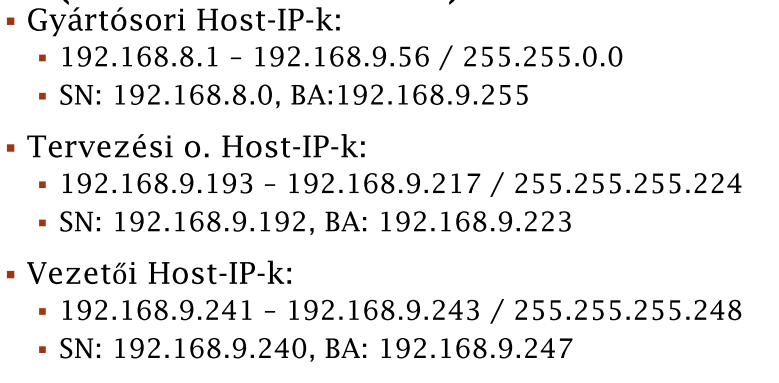 ▪ Gyártósori Host-IP-k:
▪ 192.168.8.1 – 192.168.9.56 / 255.255.0.0
▪ SN: 192.168.8.0, BA:192.168.9.255
▪ Tervezési o. Host-IP-k:
▪ 192.168.9.193 – 192.168.9.217 / 255.255.255.224
▪ SN: 192.168.9.192, BA: 192.168.9.223
▪ Vezetői Host-IP-k:
▪ 192.168.9.241 – 192.168.9.243 / 255.255.255.248
▪ SN: 192.168.9.240, BA: 192.168.9.247